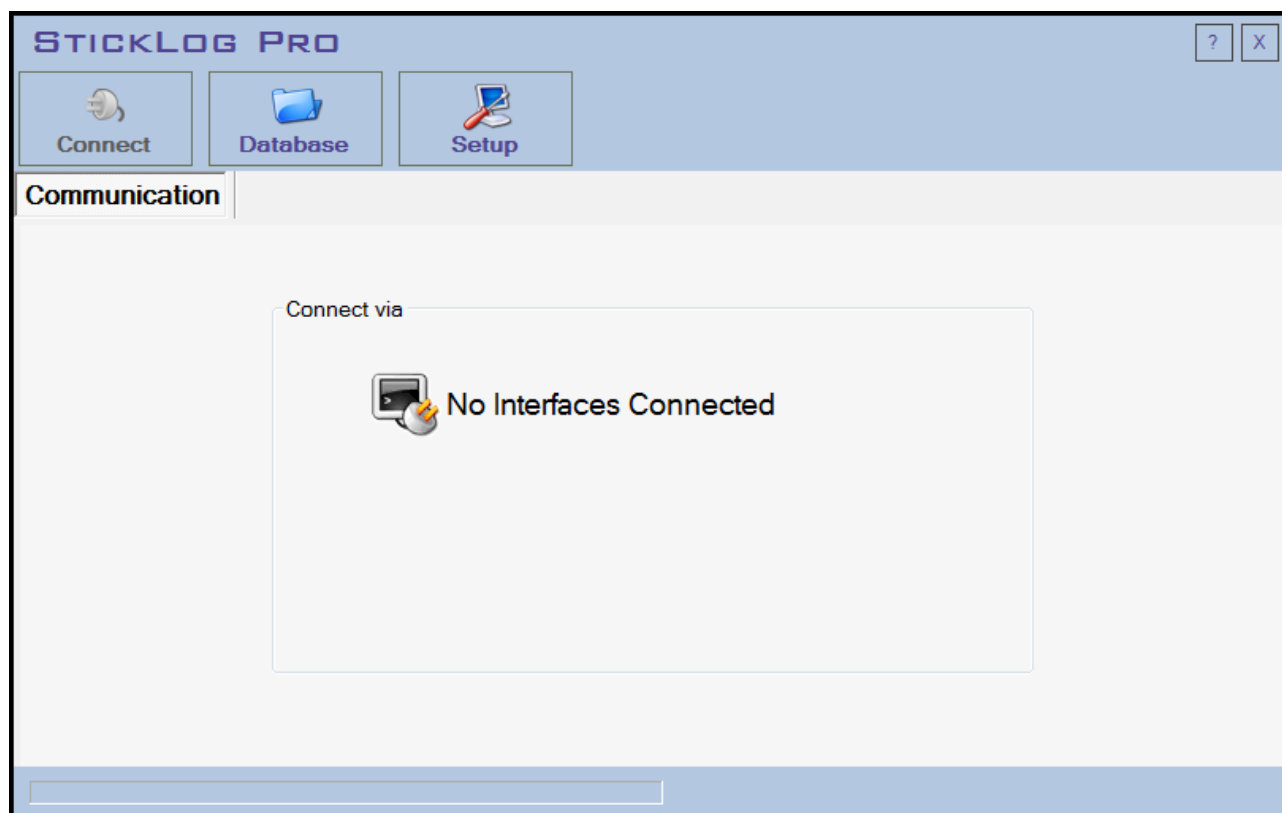 StickLog Pro
? X
Connect Database Setup
Communication
Connect via
No Interfaces Connected